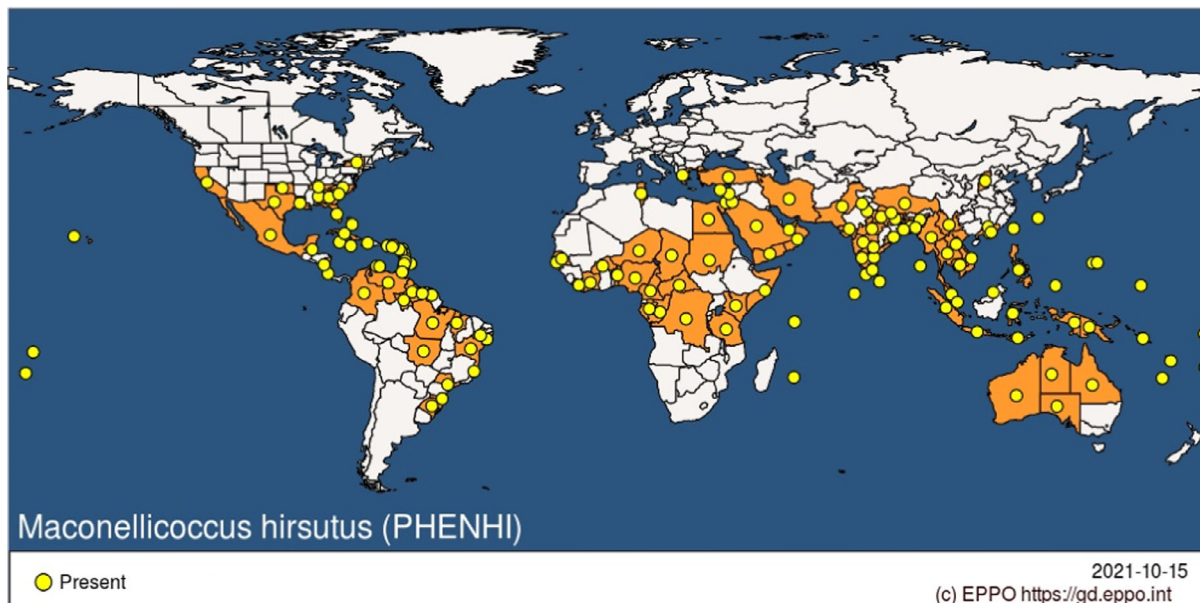 Maconellicoccus hirsutus (PHENHI)
Present
2021-10-15
(c) EPPO https://gd.eppo.int